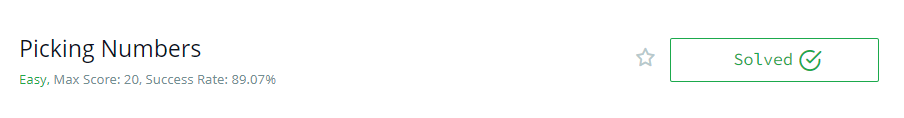 Picking Numbers
Solved
Easy, Max Score: 20, Success Rate: 89.07%